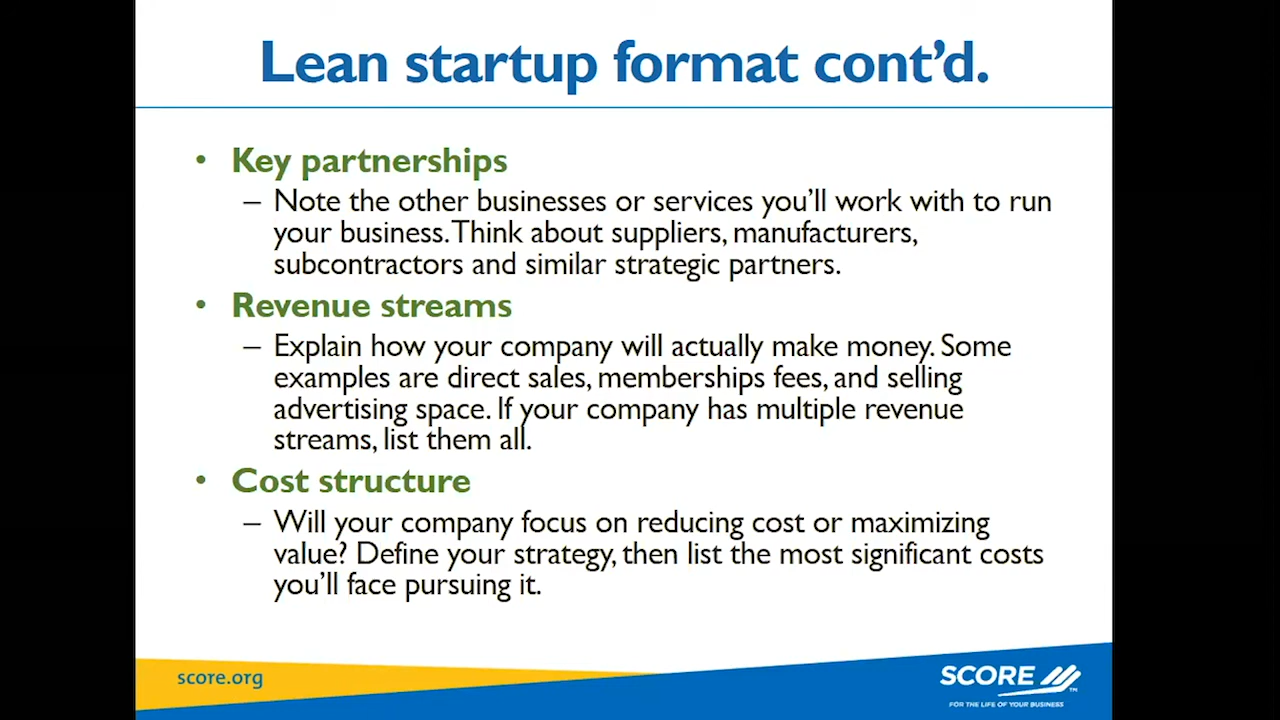 Lean startup format cont’d.
• Key partnerships
– Note the other businesses or services you’ll work with to run
your business. Think about suppliers, manufacturers,
subcontractors and similar strategic partners.
• Revenue streams
– Explain how your company will actually make money. Some
examples are direct sales, memberships fees, and selling
advertising space. If your company has multiple revenue
streams, list them all.
• Cost structure
– Will your company focus on reducing cost or maximizing
value? Define your strategy, then list the most significant costs
you’ll face pursuing it.
score.org
SCORE TM
FOR THE LIFE OF YOUR BUSINESS